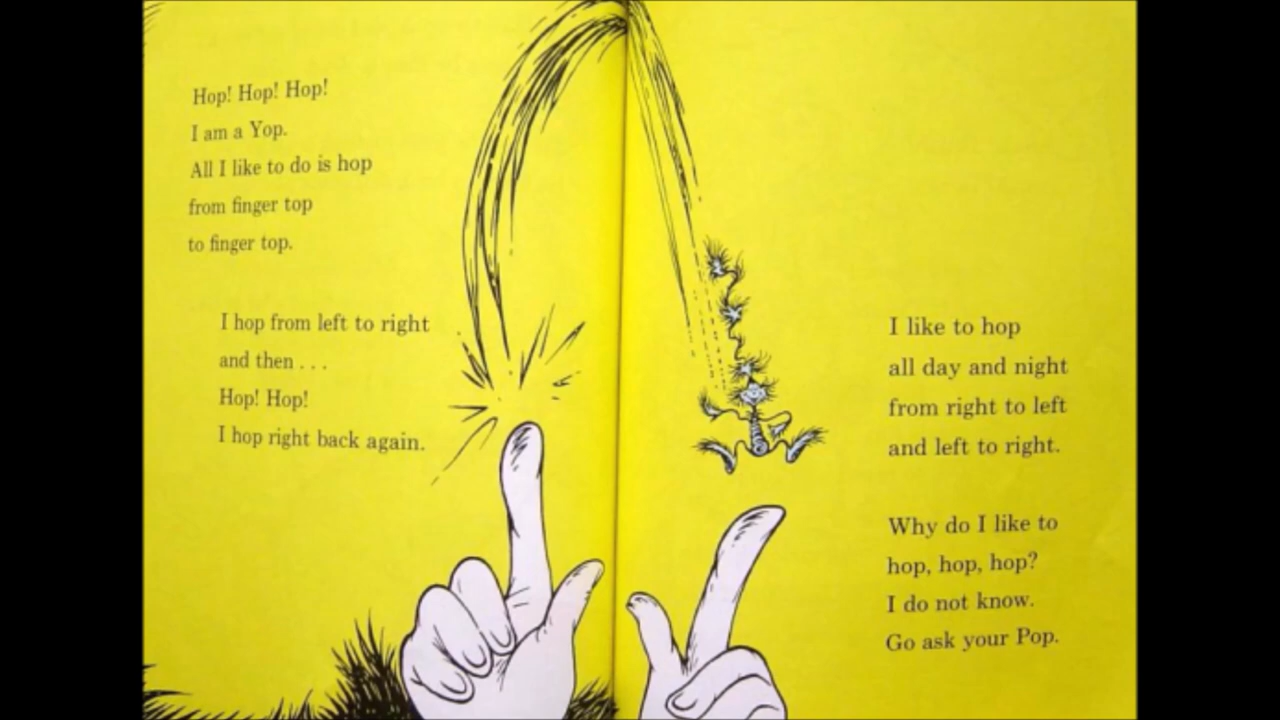 Hop! Hop! Hop!
I am a Yop.
All I like to do is hop
from finger top
to finger top.
I hop from left to right
and then . . .
Hop! Hop!
I hop right back again.
I like to hop
all day and night
from right to left
and left to right.
Why do I like to
hop, hop, hop?
I do not know.
Go ask your Pop.